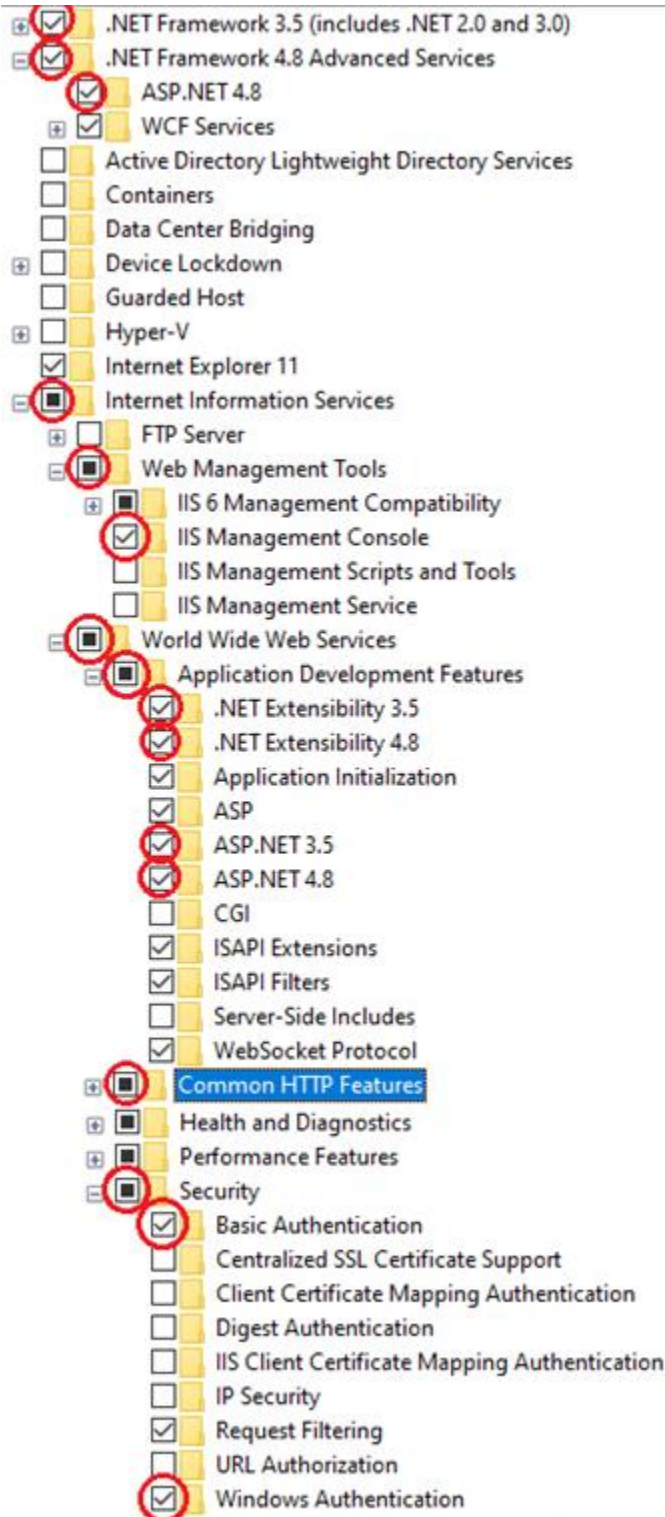 .NET Framework 3.5 (includes .NET 2.0 and 3.0)
.NET Framework 4.8 Advanced Services
ASP.NET 4.8
WCF Services
Active Directory Lightweight Directory Services
Containers
Data Center Bridging
Device Lockdown
Guarded Host
Hyper-V
Internet Explorer 11
Internet Information Services
FTP Server
Web Management Tools
IIS 6 Management Compatibility
IIS Management Console
IIS Management Scripts and Tools
IIS Management Service
World Wide Web Services
Application Development Features
.NET Extensibility 3.5
.NET Extensibility 4.8
Application Initialization
ASP
ASP.NET 3.5
ASP.NET 4.8
CGI
ISAPI Extensions
ISAPI Filters
Server-Side Includes
WebSocket Protocol
Common HTTP Features
Health and Diagnostics
Performance Features
Security
Basic Authentication
Centralized SSL Certificate Support
Client Certificate Mapping Authentication
Digest Authentication
IIS Client Certificate Mapping Authentication
IP Security
Request Filtering
URL Authorization
Windows Authentication